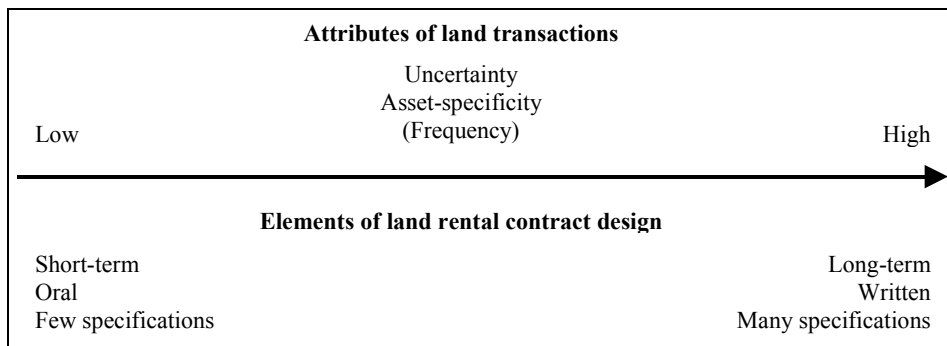 Attributes of land transactions
Uncertainty
Asset-specificity
Low (Frequency) High
Elements of land rental contract design
Short-term Long-term
Oral Written
Few specifications Many specifications